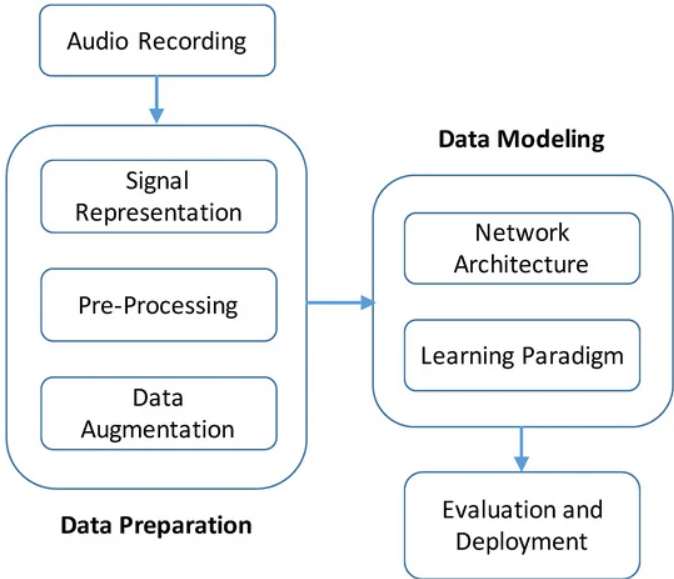 Audio Recording
Signal
Representation
Pre-Processing
Data
Augmentation
Data Preparation
Data Modeling
Network
Architecture
Learning Paradigm
Evaluation and
Deployment